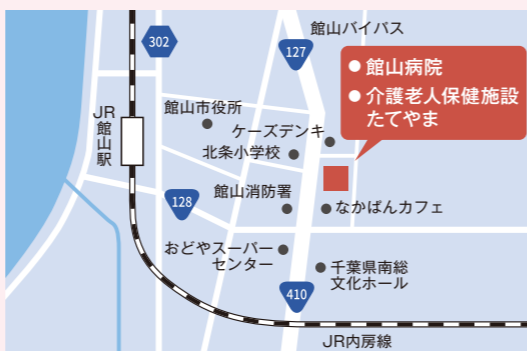 302
館山バイパス
127
● 館山病院
● 介護老人保健施設
たてやま
館山市役所
ケーズデンキ
JR
館山駅
北条小学校
128
館山消防署
なかぱんカフェ
おどやスーパー
センター
千葉県南総
文化ホール
410
JR内房線